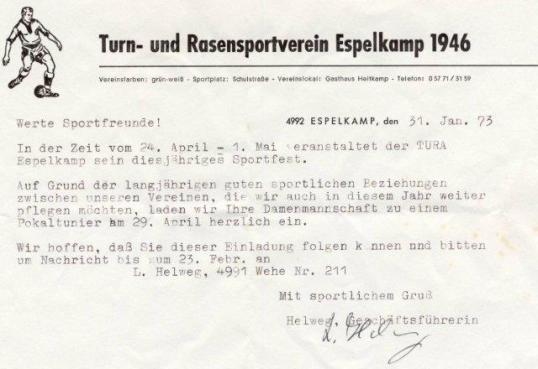 Turn- und Rasensportverein Espelkamp 1946
Vereinsfarben: grün-weiß - Sportplatz: Schulstraße - Vereinslokal: Gasthaus Heitkamp - Telefon: 0 57 71 / 31 59
Werte Sportfreunde! 4992 ESPELKAMP, den 31. Jan. 73
In der Zeit vom 24. April - 1. Mai veranstaltet der TURA
Espelkamp sein diesjähriges Sportfest.
Auf Grund der langjährigen guten sportlichen Beziehungen
zwischen unseren Vereinen, die wir auch in diesem Jahr weiter
pflegen möchten, laden wir Ihre Damenmannschaft zu einem
Pokaltunier am 29. April herzlich ein.
Wir hoffen, daß Sie dieser Einladung folgen k nnen nnd bitten
um Nachricht bis zum 23. Febr. an
L. Helweg, 4991 Wehe Nr. 211
Mit sportlichem Gruß
Helweg, Geschäftsführerin